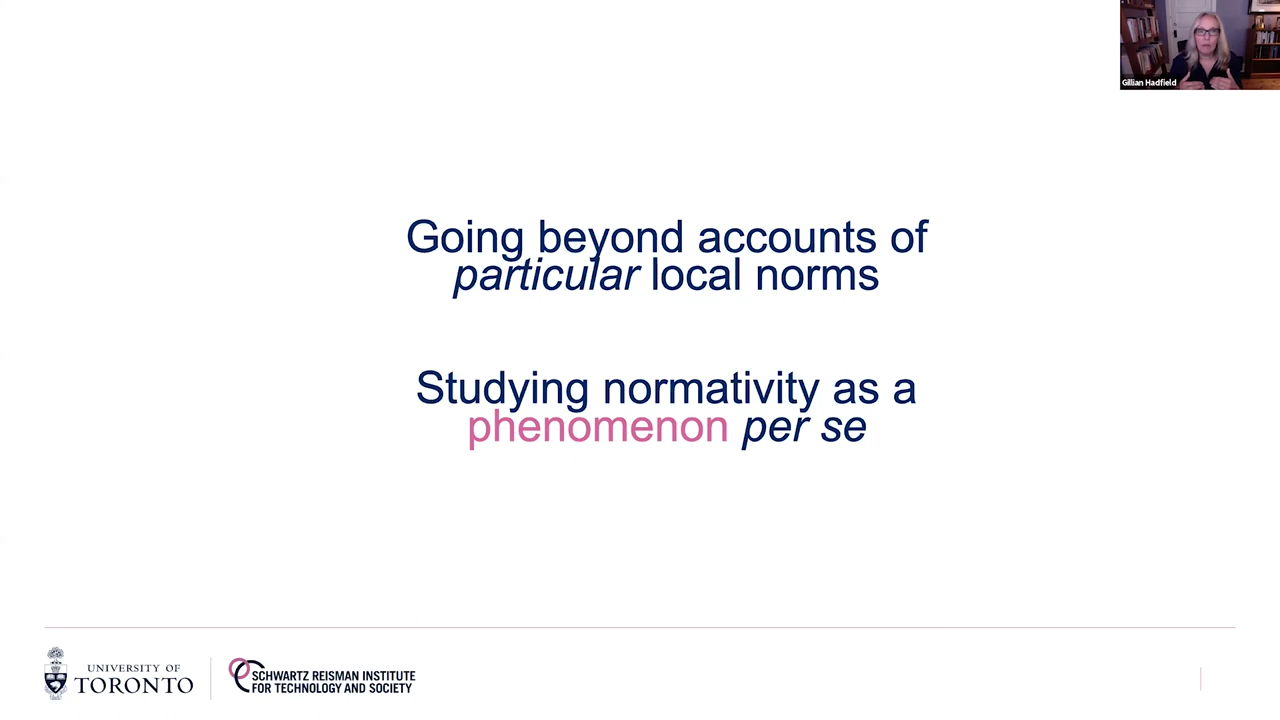 Gillian Hadfield
Going beyond accounts of
particular local norms
Studying normativity as a
phenomenon per se
UNIVERSITY OF
TORONTO
SCHWARTZ REISMAN INSTITUTE
FOR TECHNOLOGY AND SOCIETY